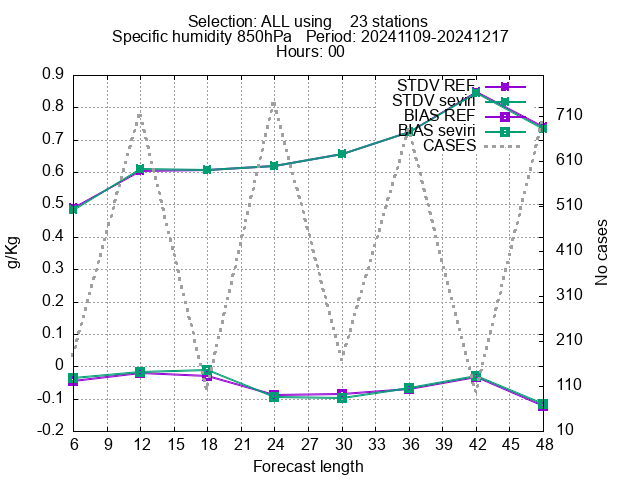 Selection: ALL using    23 stations
Specific humidity 850hPa   Period: 20241109-20241217
Hours: 00
STDV REF
STDV seviri
BIAS REF
BIAS seviri
CASES
0.9
0.8
0.7
0.6
0.5
0.4
0.3
0.2
0.1
0
-0.1
-0.2
g/Kg
710
610
510
410
310
210
110
10
No cases
6 12 15 18 21 24 27 30 33 36 39 42 45 48
Forecast length